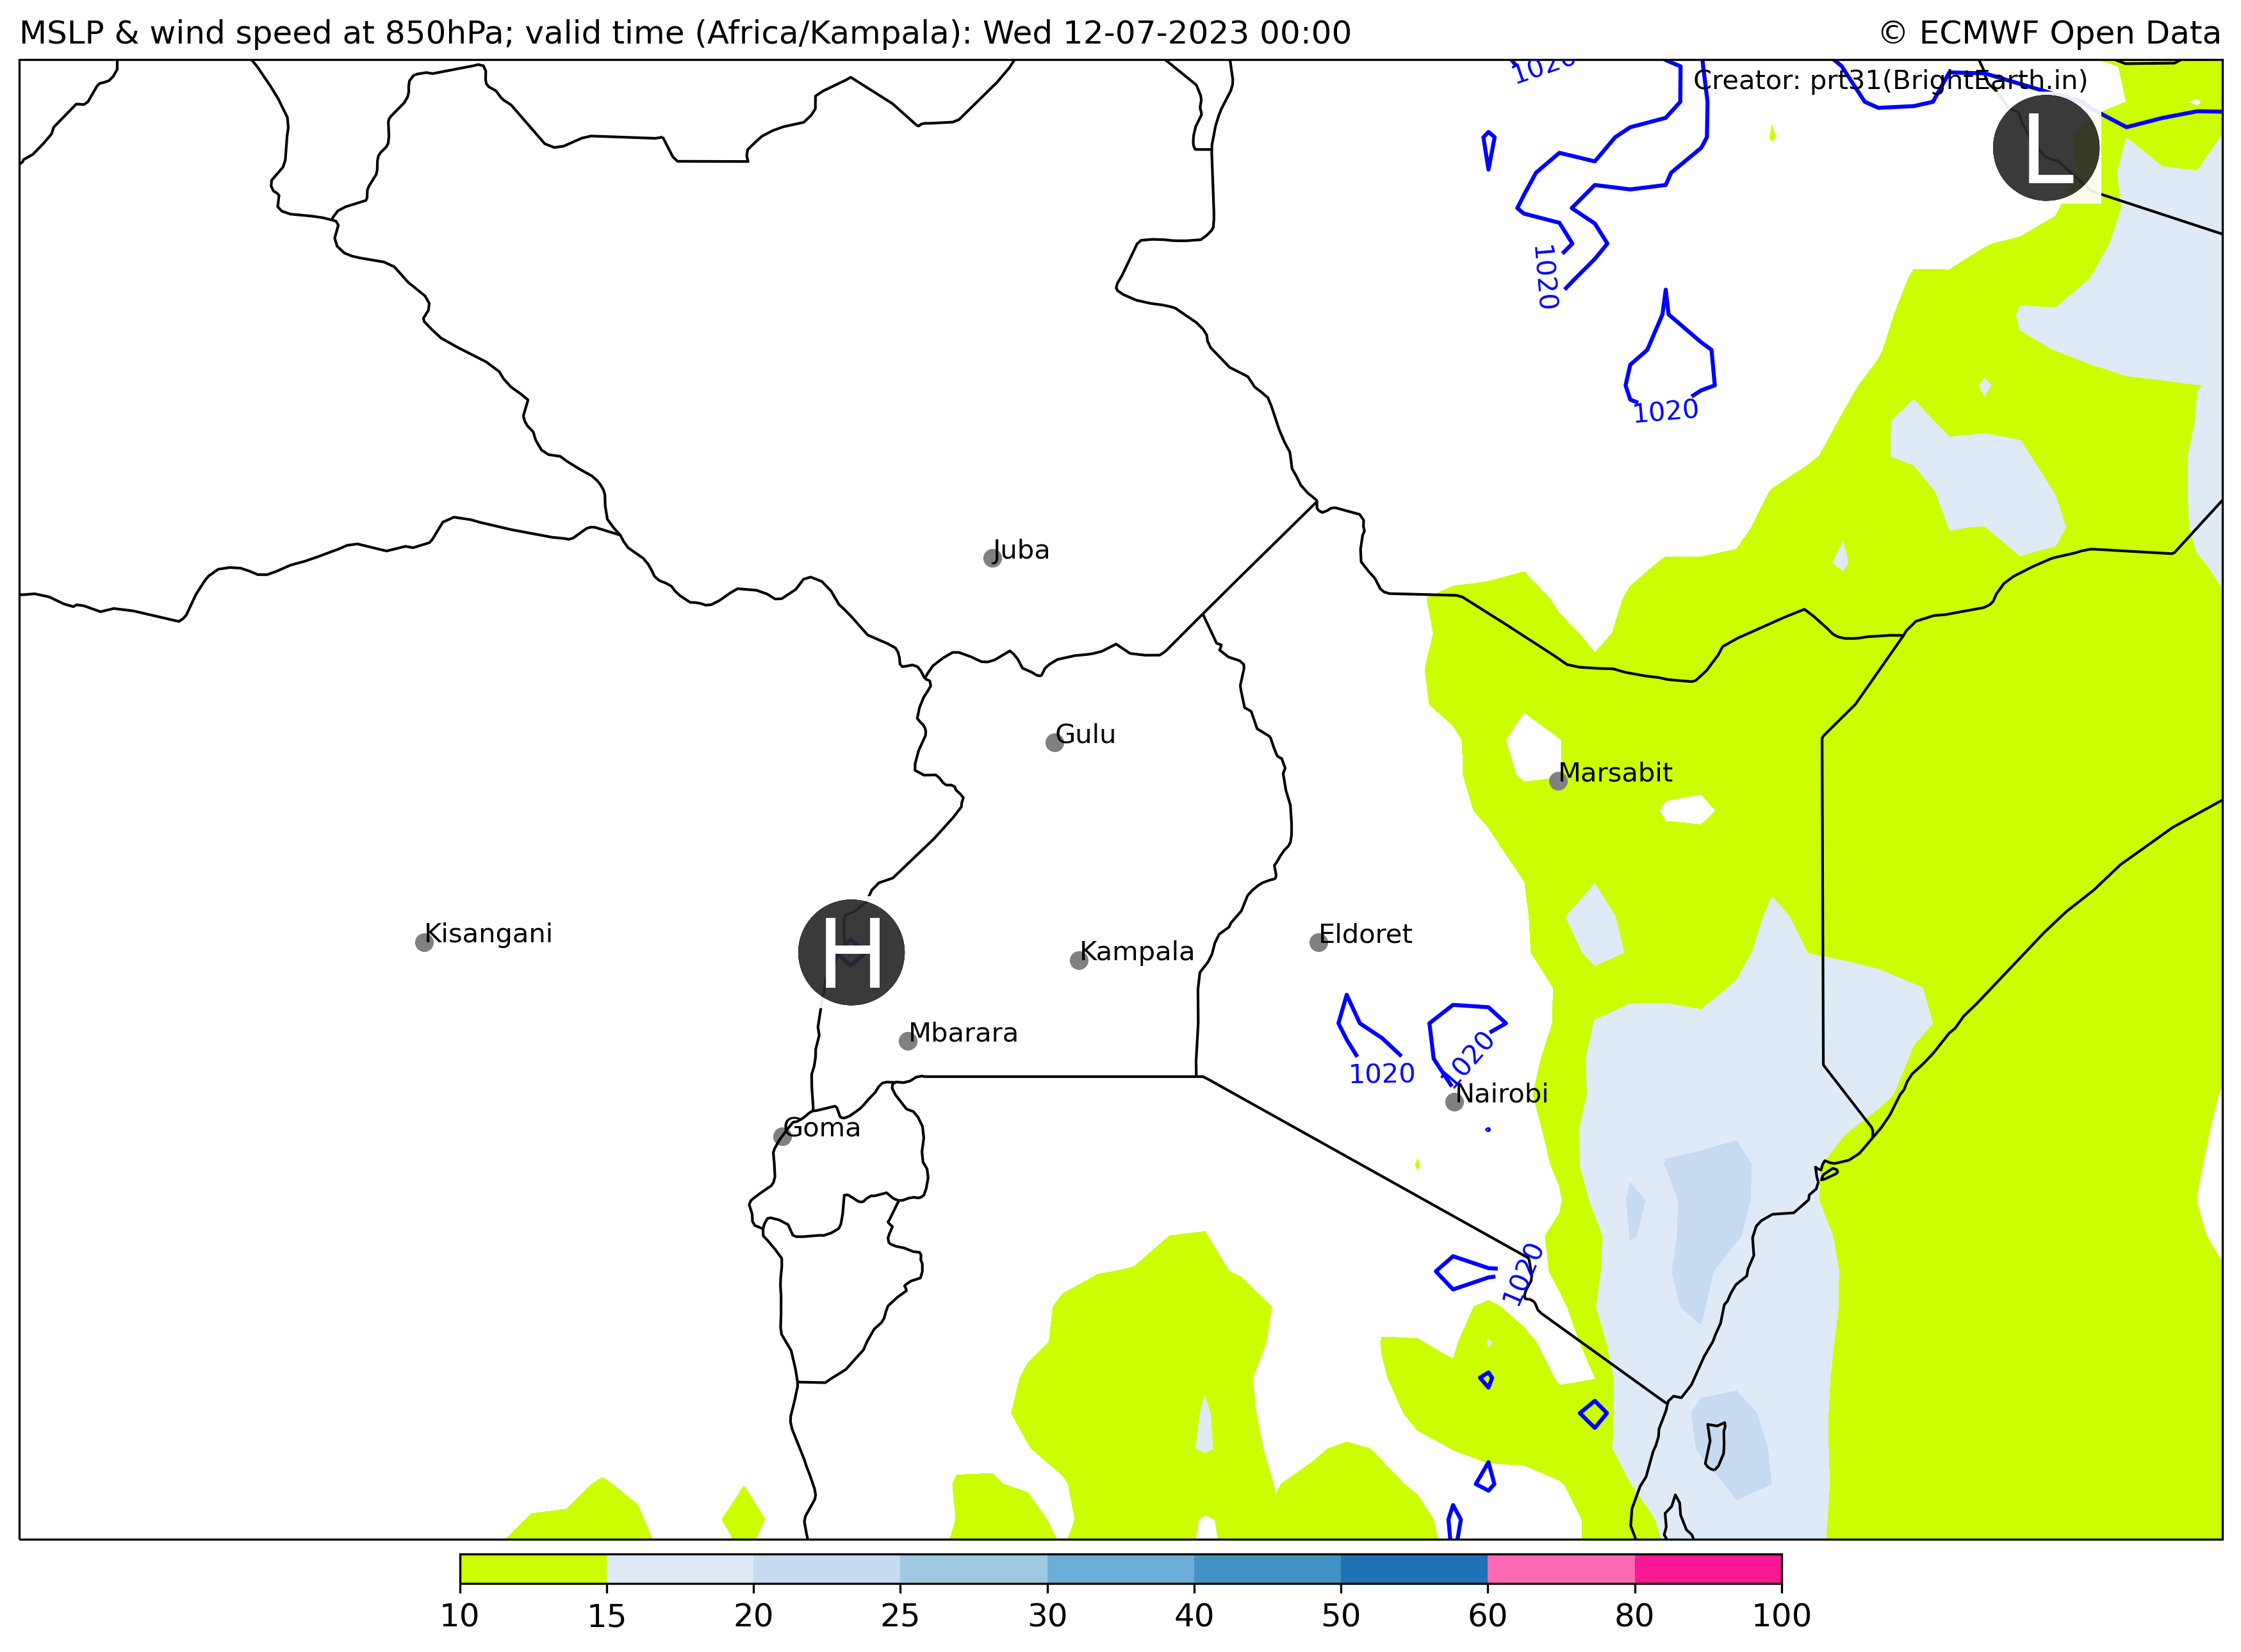 MSLP & wind speed at 850hPa; valid time (Africa/Kampala): Wed 12-07-2023 00:00
© ECMWF Open Data
1020
Creator: prt31(BrightEarth.in)
L
1020
1020
Juba
Gulu
Marsabit
Kisangani
H
Kampala
Eldoret
Mbarara
1020
1020
Nairobi
Goma
1020
10 15 20 25 30 40 50 60 80 100